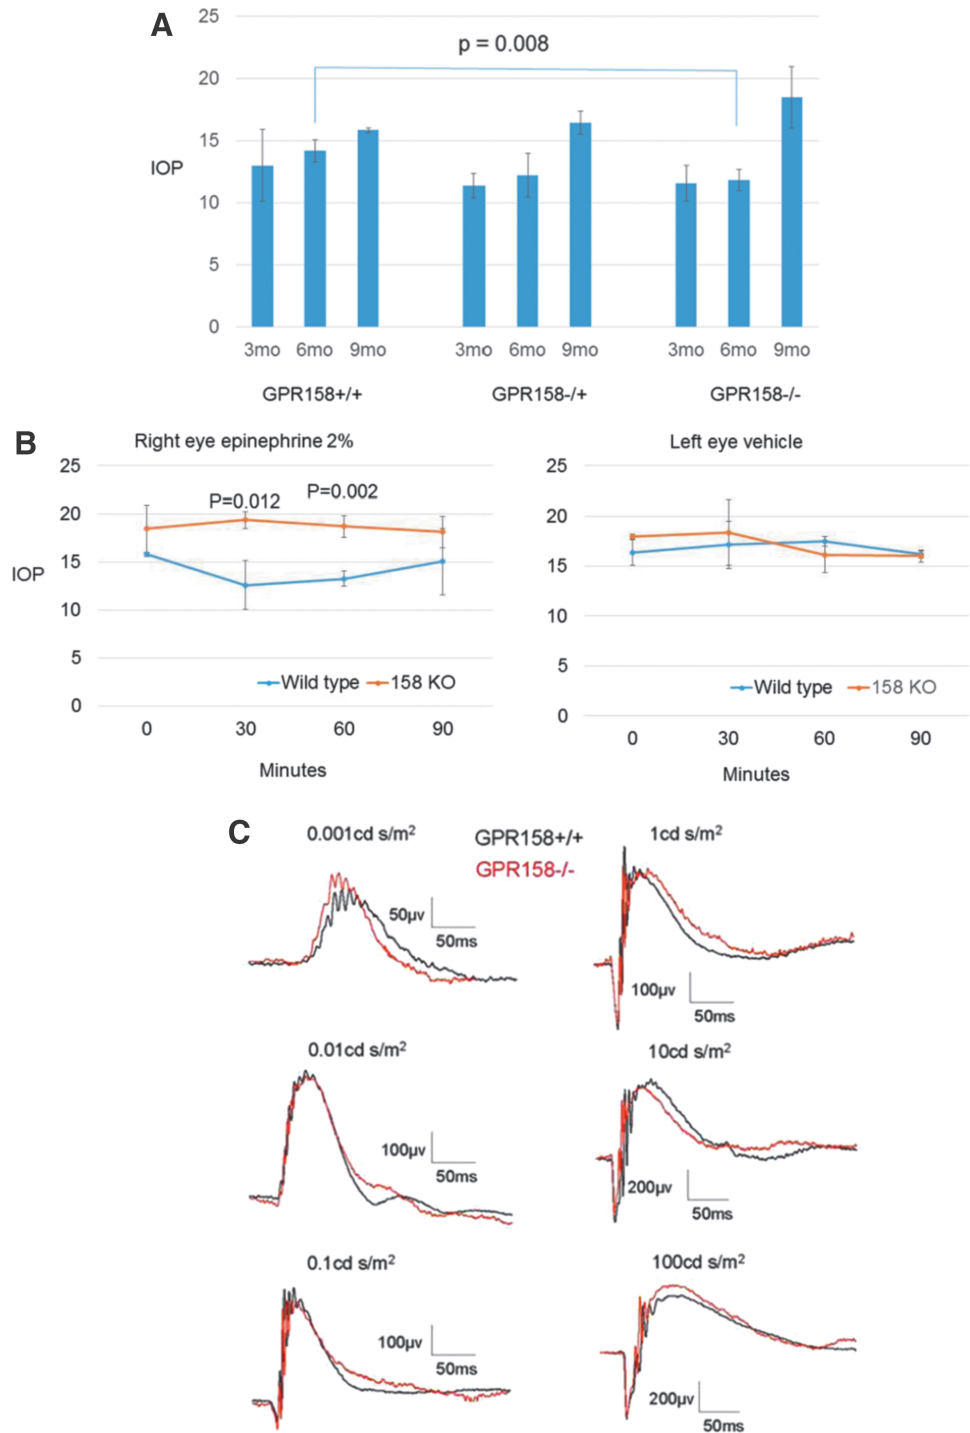 A
25
p = 0.008
20
15
IOP
10
5
0
3mo 6mo 9mo 3mo 6mo 9mo 3mo 6mo 9mo
GPR158+/+ GPR158-/+ GPR158-/-
B
Right eye epinephrine 2%
25
P=0.012 P=0.002
20
15
IOP
10
5
Wild type 158 KO
0
0 30 60 90
Minutes
Left eye vehicle
25
20
15
10
5
Wild type 158 KO
0
0 30 60 90
Minutes
C
0.001cd s/m²
GPR158+/+
GPR158-/-
1cd s/m²
50μv
50ms
100μv
50ms
0.01cd s/m²
10cd s/m²
100μv
50ms
200μv
50ms
0.1cd s/m²
100cd s/m²
100μv
50ms
200μv
50ms